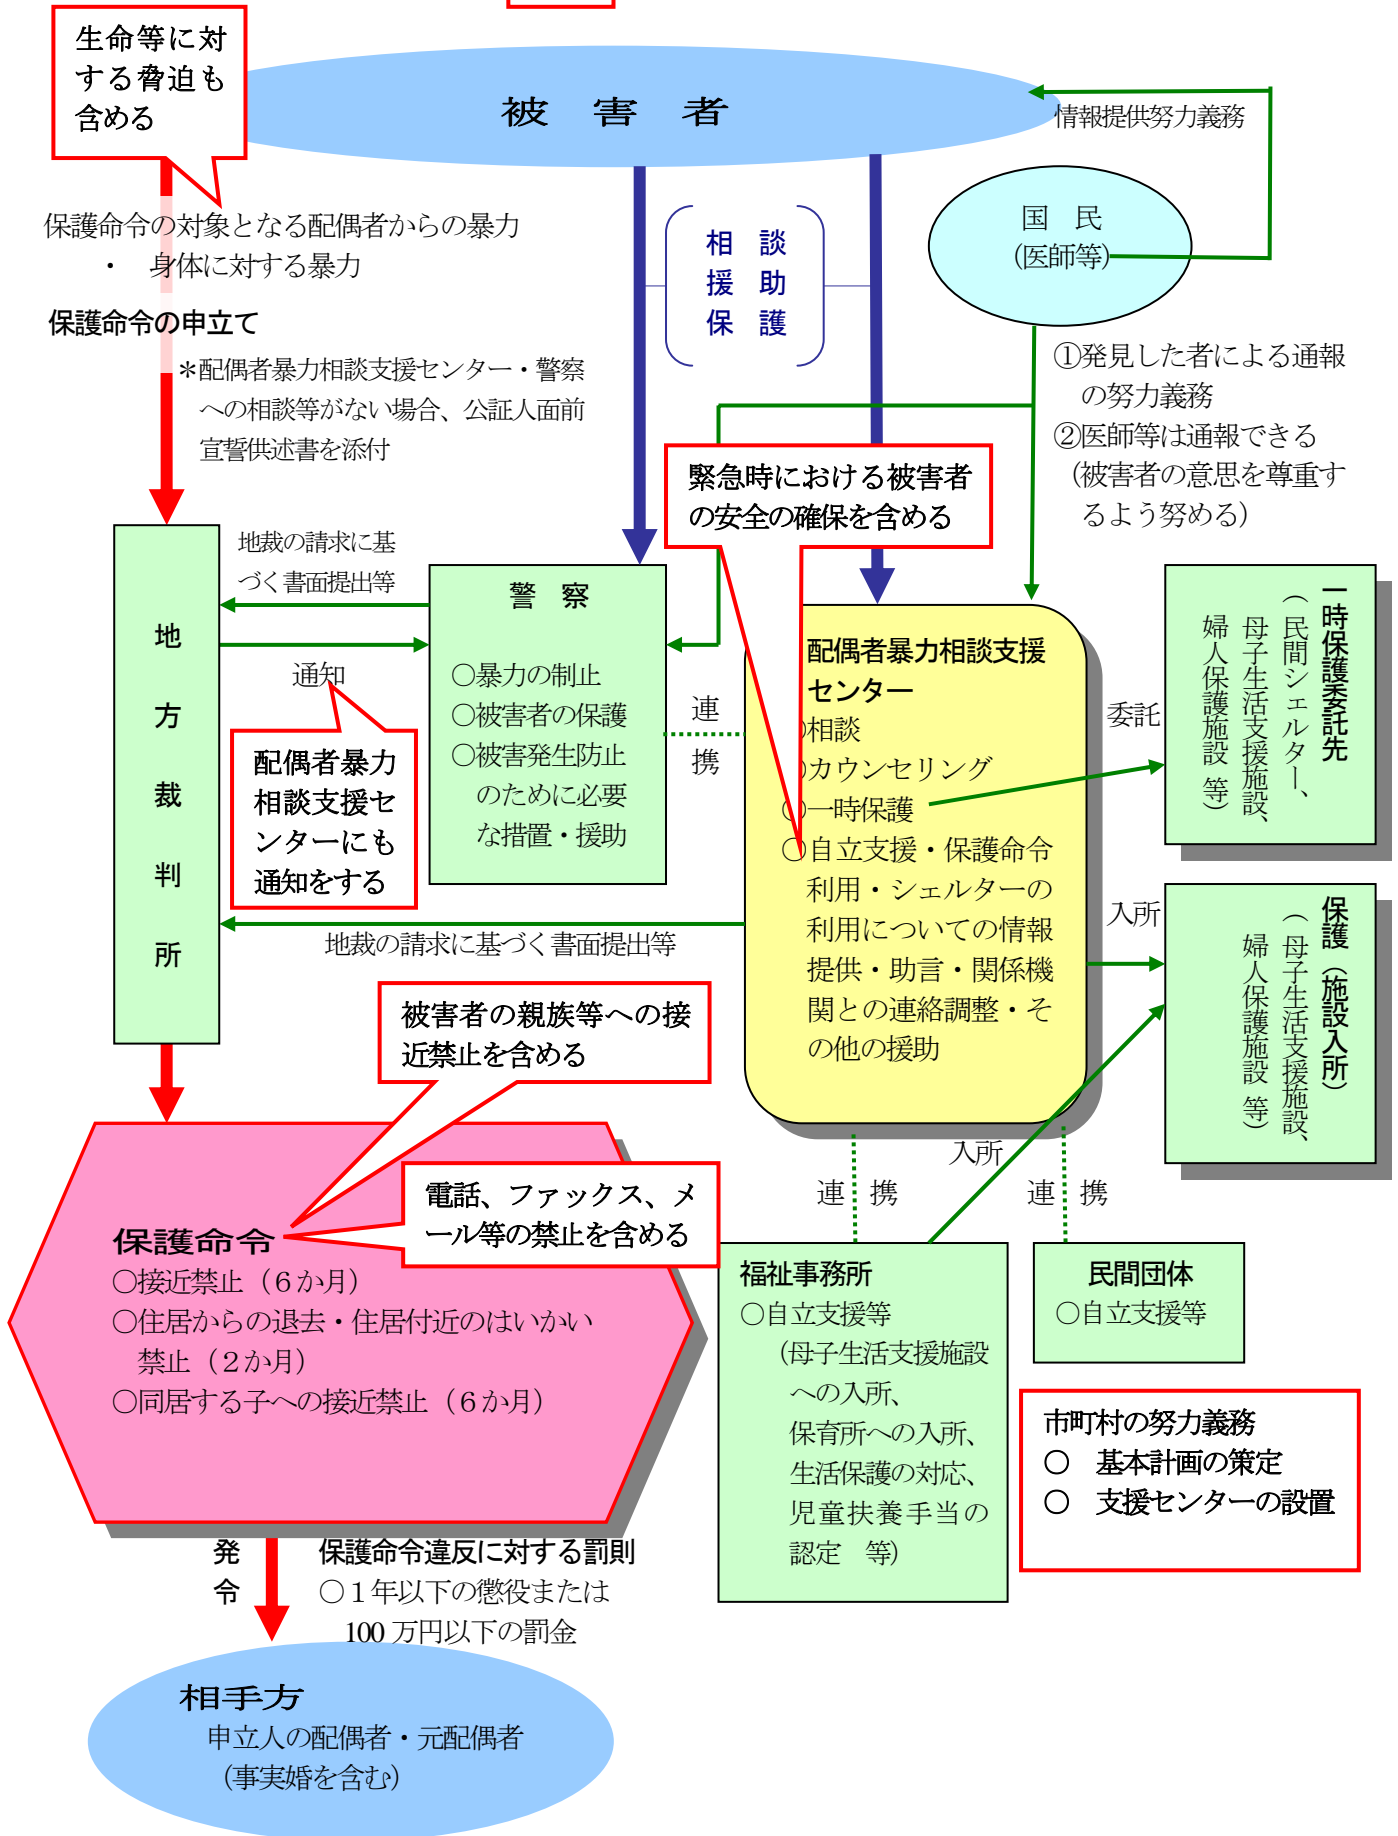 生命等に対
する脅迫も
含める
被　害　者
情報提供努力義務
国　民
（医師等）
保護命令の対象となる配偶者からの暴力
・　身体に対する暴力
相　談
援　助
保　護
保護命令の申立て
＊配偶者暴力相談支援センター・警察
への相談等がない場合、公証人面前
宣誓供述書を添付
①発見した者による通報
の努力義務
②医師等は通報できる
（被害者の意思を尊重す
るよう努める）
緊急時における被害者
の安全の確保を含める
地裁の請求に基
づく書面提出等
地方裁判所
通知
警　察
○暴力の制止
○被害者の保護
○被害発生防止
のために必要
な措置・援助
配偶者暴力
相談支援セ
ンターにも
通知をする
連
携
配偶者暴力相談支援
センター
○相談
○カウンセリング
○一時保護
○自立支援・保護命令
利用・シェルターの
利用についての情報
提供・助言・関係機
関との連絡調整・そ
の他の援助
委託
一時保護委託先
（民間シェルター、
母子生活支援施設、
婦人保護施設　等）
入所
保護（施設入所）
（母子生活支援施設、
婦人保護施設　等）
地裁の請求に基づく書面提出等
被害者の親族等への接
近禁止を含める
電話、ファックス、メ
ール等の禁止を含める
保護命令
○接近禁止（６か月）
○住居からの退去・住居付近のはいかい
禁止（２か月）
○同居する子への接近禁止（６か月）
入所
連　携
連　携
福祉事務所
○自立支援等
（母子生活支援施設
への入所、
保育所への入所、
生活保護の対応、
児童扶養手当の
認定　等）
民間団体
○自立支援等
市町村の努力義務
○　基本計画の策定
○　支援センターの設置
発
令
保護命令違反に対する罰則
○１年以下の懲役または
100 万円以下の罰金
相手方
申立人の配偶者・元配偶者
（事実婚を含む）